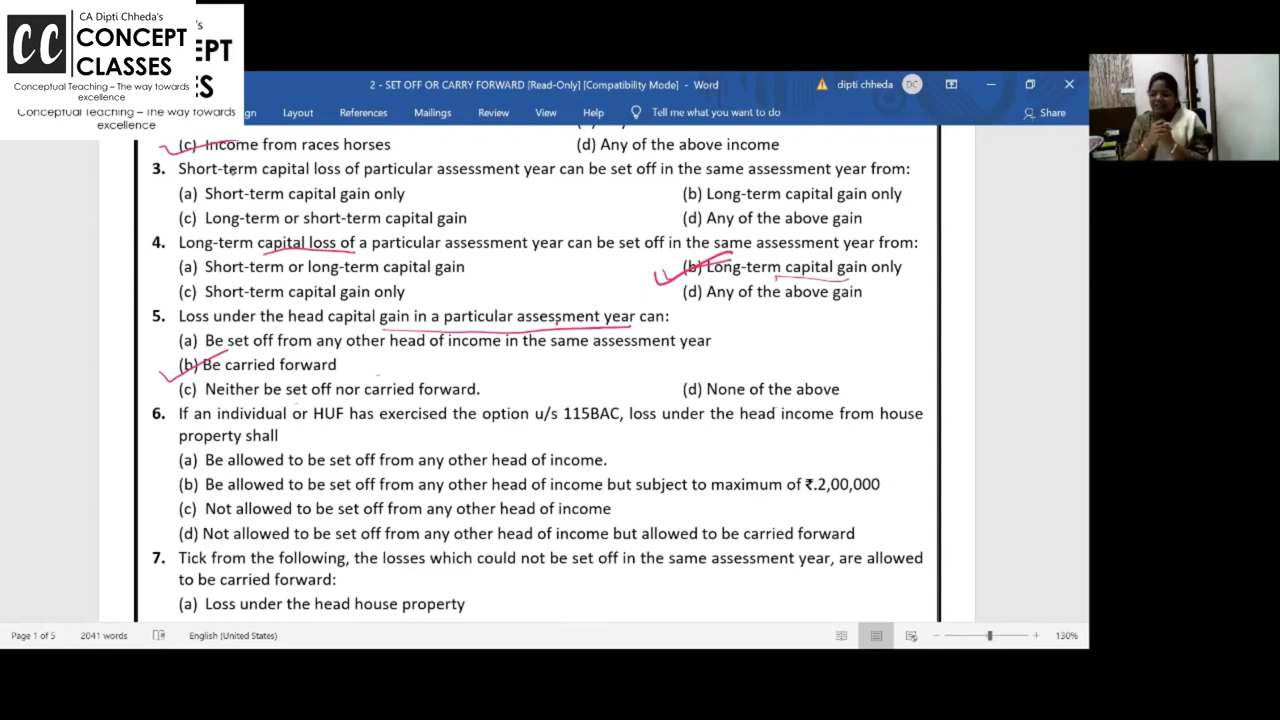 CA Dipti Chheda's
CONCEPT
CLASSES
Conceptual Teaching – The way towards
excellence
's
EPT
S
Conceptual Teaching – The way towards
excellence
2 - SET OFF OR CARRY FORWARD [Read-Only] [Compatibility Mode] - Word
dipti chheda
DC
gn Layout References Mailings Review View Help Tell me what you want to do
Share
(c) Income from races horses (d) Any of the above income
3. Short-term capital loss of particular assessment year can be set off in the same assessment year from:
(a) Short-term capital gain only (b) Long-term capital gain only
(c) Long-term or short-term capital gain (d) Any of the above gain
4. Long-term capital loss of a particular assessment year can be set off in the same assessment year from:
(a) Short-term or long-term capital gain (b) Long-term capital gain only
(c) Short-term capital gain only (d) Any of the above gain
5. Loss under the head capital gain in a particular assessment year can:
(a) Be set off from any other head of income in the same assessment year
(b) Be carried forward
(c) Neither be set off nor carried forward. (d) None of the above
6. If an individual or HUF has exercised the option u/s 115BAC, loss under the head income from house
property shall
(a) Be allowed to be set off from any other head of income.
(b) Be allowed to be set off from any other head of income but subject to maximum of ₹.2,00,000
(c) Not allowed to be set off from any other head of income
(d) Not allowed to be set off from any other head of income but allowed to be carried forward
7. Tick from the following, the losses which could not be set off in the same assessment year, are allowed
to be carried forward:
(a) Loss under the head house property
Page 1 of 5 2041 words English (United States) 130%